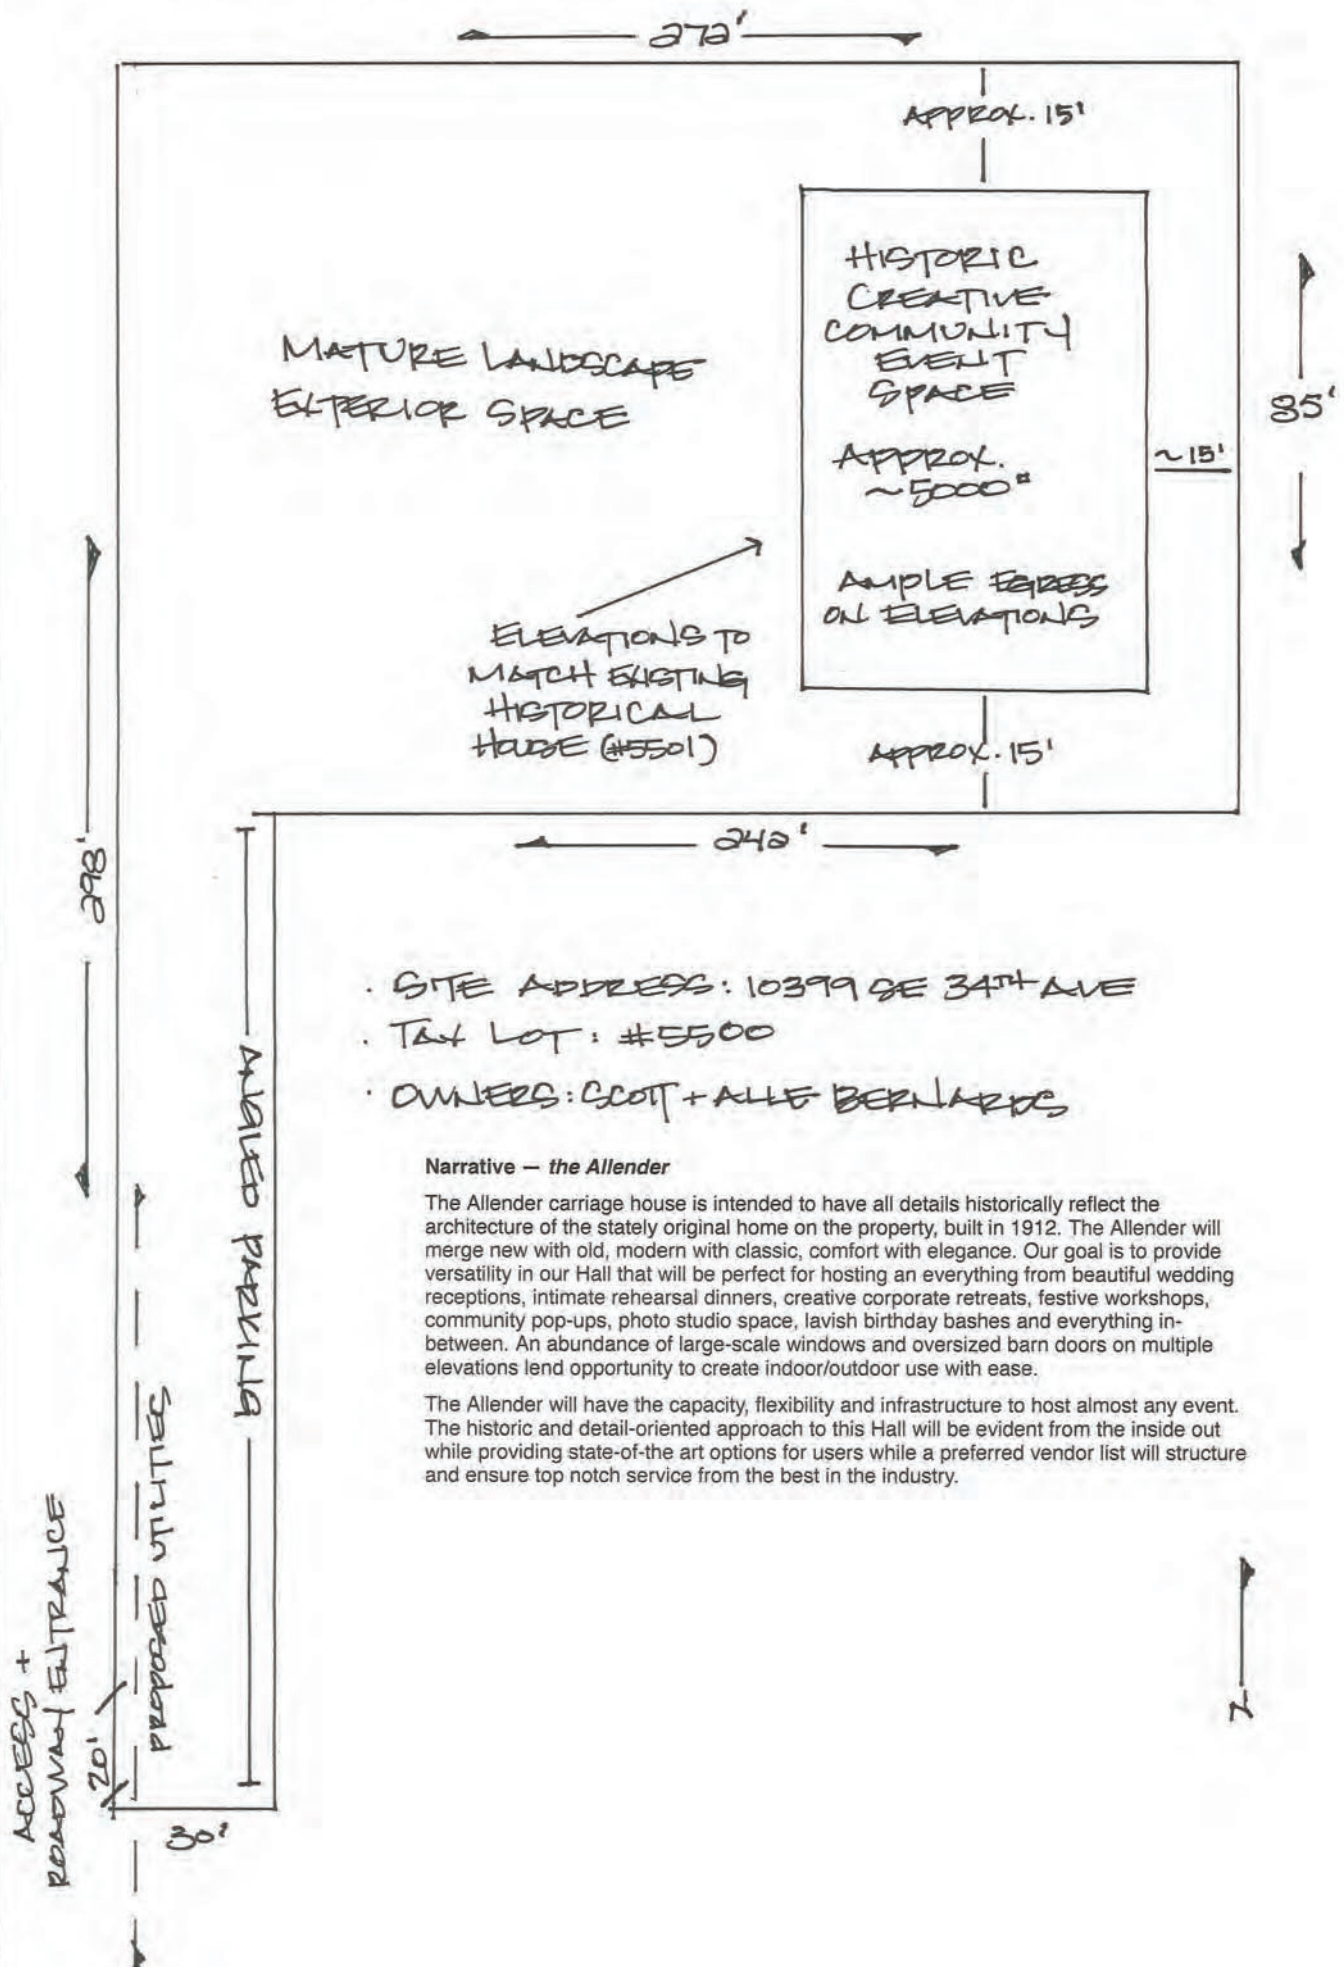 272'
APPROX. 15'
HISTORIC
CREATIVE
COMMUNITY
EVENT
SPACE
APPROX.
~5000#
AMPLE EGRESS
ON ELEVATIONS
~15'
85'
MATURE LANDSCAPE
EXTERIOR SPACE
ELEVATIONS TO
MATCH EXISTING
HISTORICAL
HOUSE (#5501)
APPROX. 15'
242'
298'
ANGLED PARKING
· SITE ADDRESS: 10399 SE 34TH AVE
· TAX LOT: #5500
· OWNERS: SCOTT + ALLE BERNARDS
Narrative — the Allender
The Allender carriage house is intended to have all details historically reflect the
architecture of the stately original home on the property, built in 1912. The Allender will
merge new with old, modern with classic, comfort with elegance. Our goal is to provide
versatility in our Hall that will be perfect for hosting an everything from beautiful wedding
receptions, intimate rehearsal dinners, creative corporate retreats, festive workshops,
community pop-ups, photo studio space, lavish birthday bashes and everything in-
between. An abundance of large-scale windows and oversized barn doors on multiple
elevations lend opportunity to create indoor/outdoor use with ease.
The Allender will have the capacity, flexibility and infrastructure to host almost any event.
The historic and detail-oriented approach to this Hall will be evident from the inside out
while providing state-of-the art options for users while a preferred vendor list will structure
and ensure top notch service from the best in the industry.
PROPOSED UTILITIES
ACCESS +
ROADWAY ENTRANCE
20'
30'
N